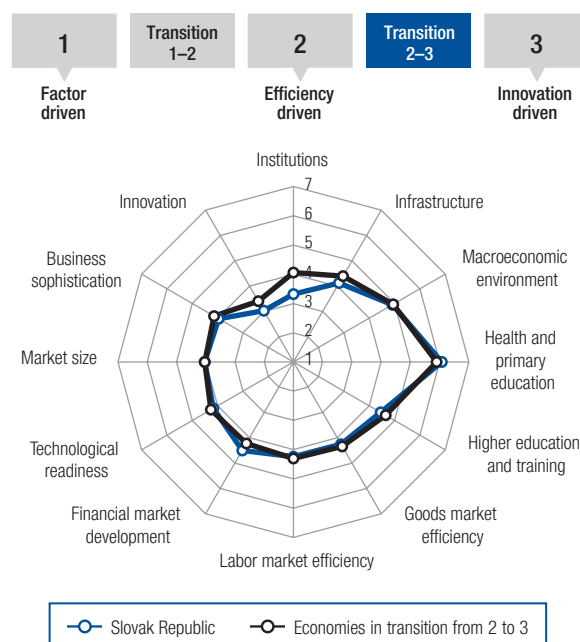 1
Transition
1–2
2
Transition
2–3
3
Factor
driven
Efficiency
driven
Innovation
driven
Institutions
7
6
5
4
3
2
1
Infrastructure
Macroeconomic
environment
Health and
primary
education
Higher education
and training
Goods market
efficiency
Labor market efficiency
Financial market
development
Technological
readiness
Market size
Business
sophistication
Innovation
Slovak Republic
Economies in transition from 2 to 3